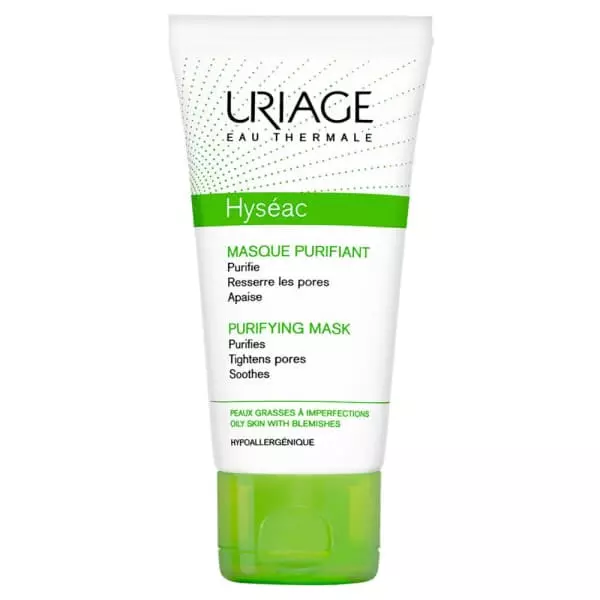 URIAGE
EAU THERMALE
Hyséac
MASQUE PURIFIANT
Purifie
Resserre les pores
Apaise
PURIFYING MASK
Purifies
Tightens pores
Soothes
PEAUX GRASSES À IMPERFECTIONS
OILY SKIN WITH BLEMISHES
HYPOALLERGÉNIQUE